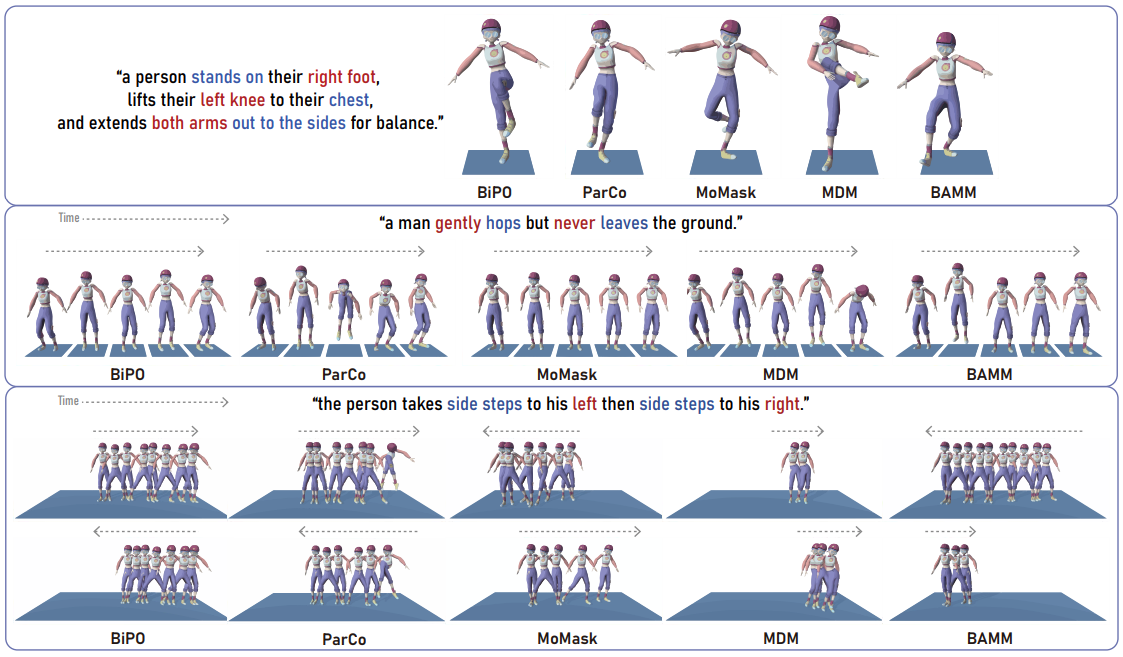 “a person stands on their right foot,
lifts their left knee to their chest,
and extends both arms out to the sides for balance.”
BiPO ParCo MoMask MDM BAMM
Time
“a man gently hops but never leaves the ground.”
BiPO ParCo MoMask MDM BAMM
Time
“the person takes side steps to his left then side steps to his right.”
BiPO ParCo MoMask MDM BAMM